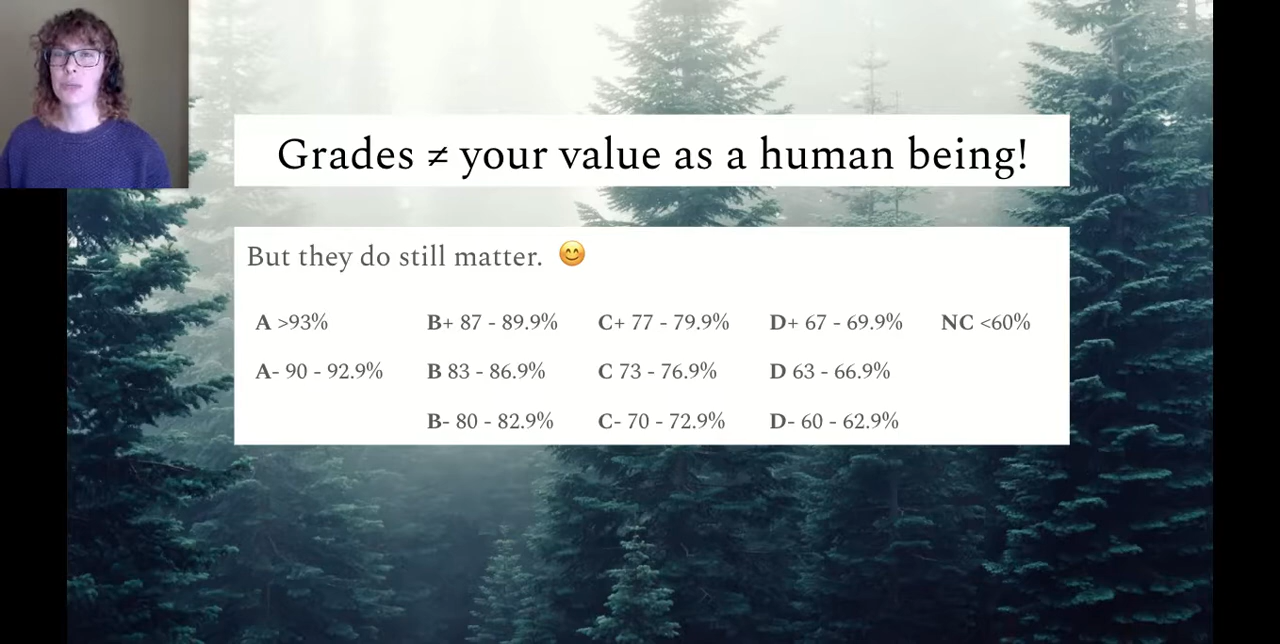 Grades ≠ your value as a human being!
But they do still matter. 😊
A >93% B+ 87 - 89.9% C+ 77 - 79.9% D+ 67 - 69.9% NC <60%
A- 90 - 92.9% B 83 - 86.9% C 73 - 76.9% D 63 - 66.9%
B- 80 - 82.9% C- 70 - 72.9% D- 60 - 62.9%